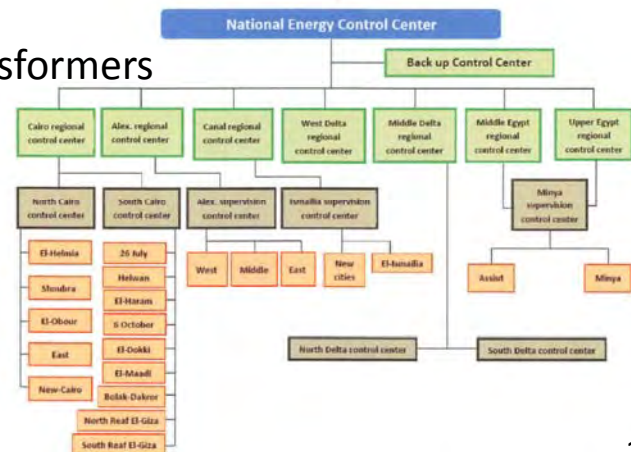 National Energy Control Center
sformers
Back up Control Center
Cairo regional
control center
Alex. regional
control center
Canal regional
control center
West Delta
regional
control center
Middle Delta
regional
control center
Middle Egypt
regional
control center
Upper Egypt
regional
control center
North Cairo
control center
South Cairo
control center
Alex. supervision
control center
Ismailia supervision
control center
Minya
supervision
control center
El-Helmia
Shoubra
El-Obour
East
New-Cairo
26 July
Helwan
El-Haram
6 October
El-Dokki
El-Maadi
Bolak-Dakror
North Reaf El-Giza
South Reaf El-Giza
West
Middle
East
New
cities
El-Ismailia
Assiut
Minya
North Delta control center
South Delta control center